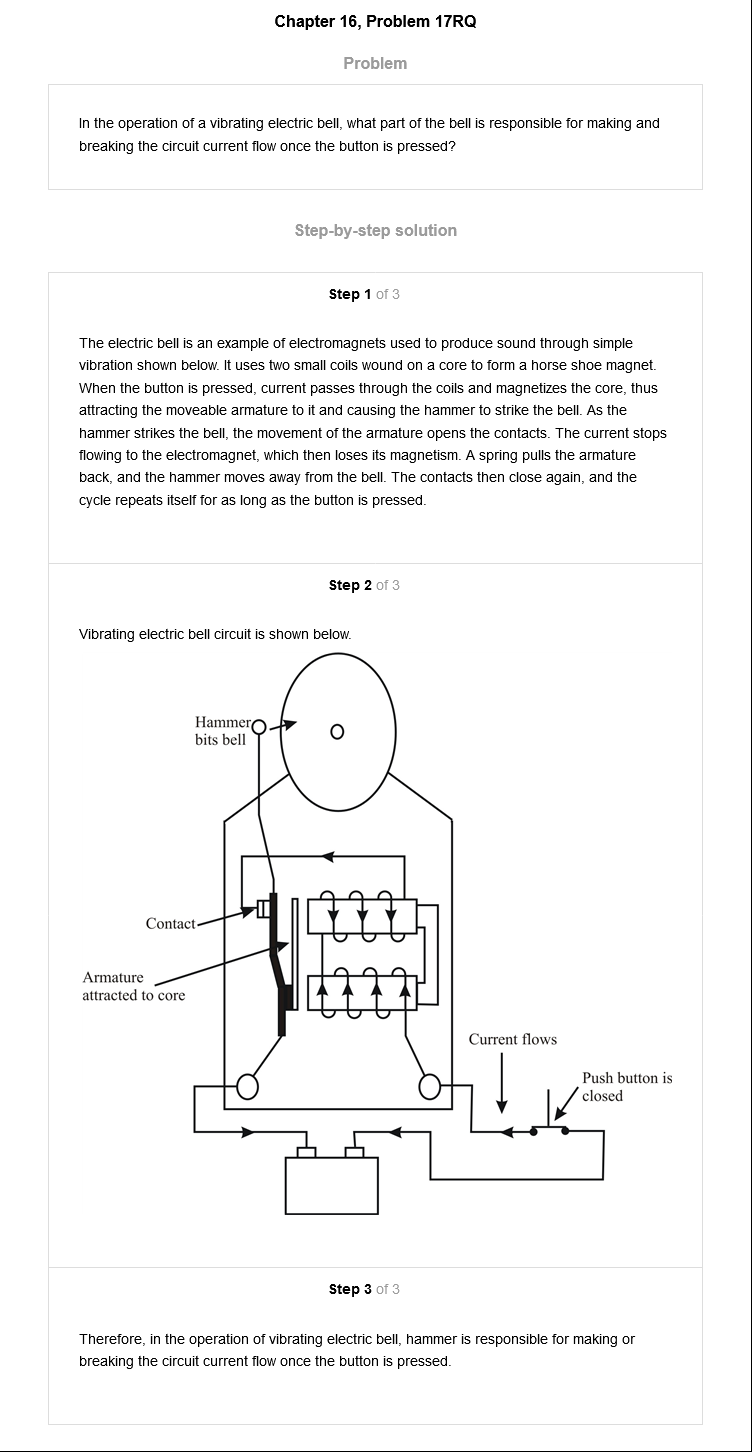 Chapter 16, Problem 17RQ
Problem
In the operation of a vibrating electric bell, what part of the bell is responsible for making and
breaking the circuit current flow once the button is pressed?
Step-by-step solution
Step 1 of 3
The electric bell is an example of electromagnets used to produce sound through simple
vibration shown below. It uses two small coils wound on a core to form a horse shoe magnet.
When the button is pressed, current passes through the coils and magnetizes the core, thus
attracting the moveable armature to it and causing the hammer to strike the bell. As the
hammer strikes the bell, the movement of the armature opens the contacts. The current stops
flowing to the electromagnet, which then loses its magnetism. A spring pulls the armature
back, and the hammer moves away from the bell. The contacts then close again, and the
cycle repeats itself for as long as the button is pressed.
Step 2 of 3
Vibrating electric bell circuit is shown below.
Hammer
bits bell
Contact
Armature
attracted to core
Current flows
Push button is
closed
Step 3 of 3
Therefore, in the operation of vibrating electric bell, hammer is responsible for making or
breaking the circuit current flow once the button is pressed.